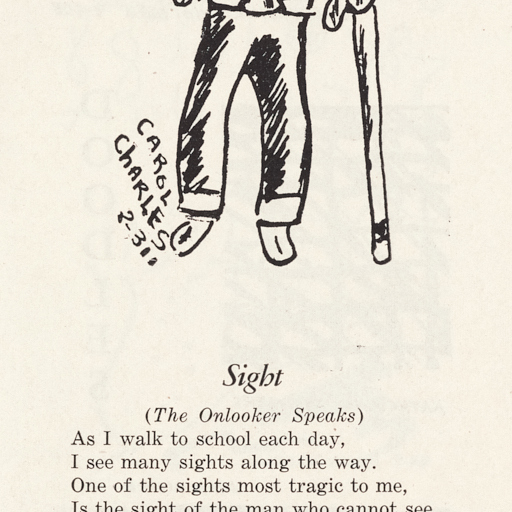 CAROL
CHARLES
2-311
Sight
(The Onlooker Speaks)
As I walk to school each day,
I see many sights along the way.
One of the sights most tragic to me,
Is the sight of the man who cannot see